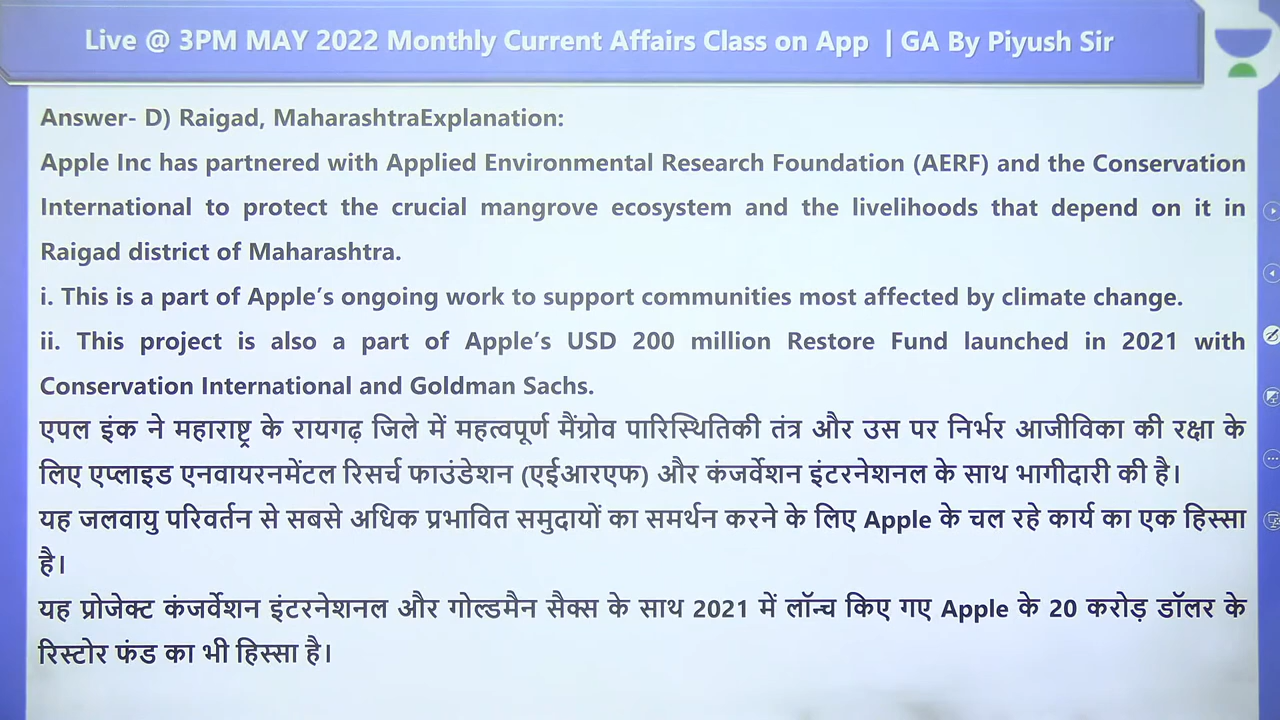 Live @ 3PM MAY 2022 Monthly Current Affairs Class on App | GA By Piyush Sir
Answer- D) Raigad, MaharashtraExplanation:
Apple Inc has partnered with Applied Environmental Research Foundation (AERF) and the Conservation
International to protect the crucial mangrove ecosystem and the livelihoods that depend on it in
Raigad district of Maharashtra.
i. This is a part of Apple’s ongoing work to support communities most affected by climate change.
ii. This project is also a part of Apple’s USD 200 million Restore Fund launched in 2021 with
Conservation International and Goldman Sachs.
एपल इंक ने महाराष्ट्र के रायगढ़ जिले में महत्वपूर्ण मैंग्रोव पारिस्थितिकी तंत्र और उस पर निर्भर आजीविका की रक्षा के
लिए एप्लाइड एनवायरनमेंटल रिसर्च फाउंडेशन (एईआरएफ) और कंजर्वेशन इंटरनेशनल के साथ भागीदारी की है।
यह जलवायु परिवर्तन से सबसे अधिक प्रभावित समुदायों का समर्थन करने के लिए Apple के चल रहे कार्य का एक हिस्सा
है।
यह प्रोजेक्ट कंजर्वेशन इंटरनेशनल और गोल्डमैन सैक्स के साथ 2021 में लॉन्च किए गए Apple के 20 करोड़ डॉलर के
रिस्टोर फंड का भी हिस्सा है।